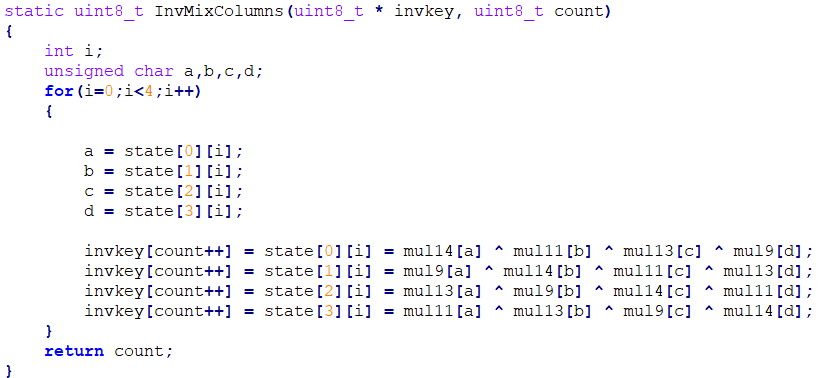 static uint8_t InvMixColumns(uint8_t * invkey, uint8_t count)
{
    int i;
    unsigned char a,b,c,d;
    for(i=0;i<4;i++)
    {

        a = state[0][i];
        b = state[1][i];
        c = state[2][i];
        d = state[3][i];

        invkey[count++] = state[0][i] = mul14[a] ^ mul11[b] ^ mul13[c] ^ mul9[d];
        invkey[count++] = state[1][i] = mul9[a] ^ mul14[b] ^ mul11[c] ^ mul13[d];
        invkey[count++] = state[2][i] = mul13[a] ^ mul9[b] ^ mul14[c] ^ mul11[d];
        invkey[count++] = state[3][i] = mul11[a] ^ mul13[b] ^ mul9[c] ^ mul14[d];
    }
    return count;
}